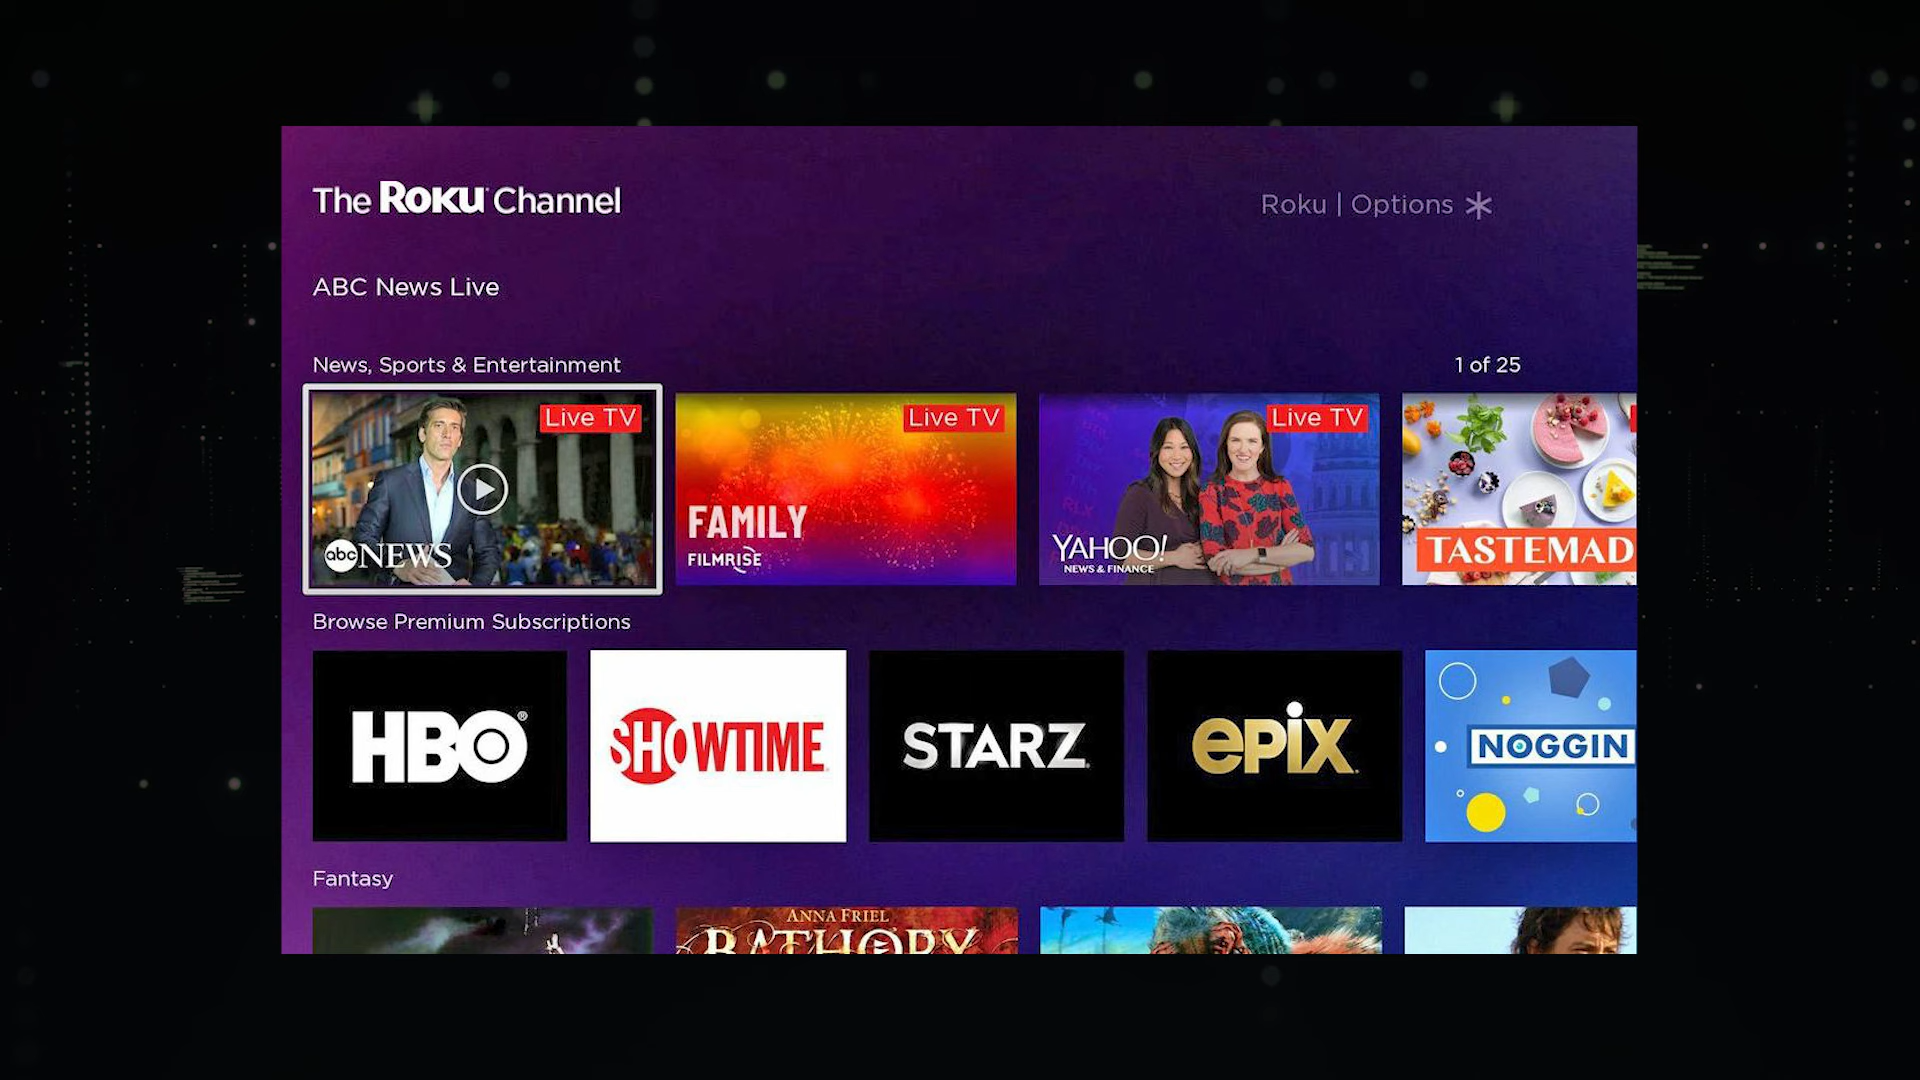 The Roku Channel
Roku | Options
ABC News Live
News, Sports & Entertainment
1 of 25
Live TV
abc NEWS
Live TV
FAMILY
FILMRISE
Live TV
YAHOO!
NEWS & FINANCE
TASTEMAD
Browse Premium Subscriptions
HBO®
SHOWTIME
STARZ
epix
NOGGIN
Fantasy
ANNA FRIEL
BATHORY